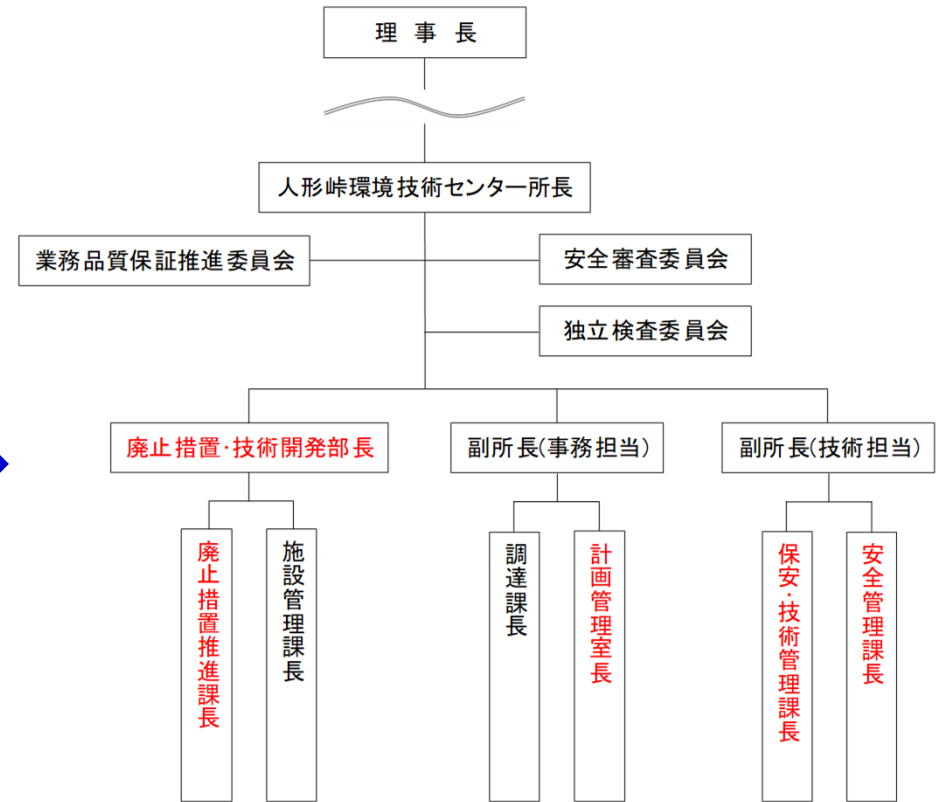 理事長
人形峠環境技術センター所長
業務品質保証推進委員会
安全審査委員会
独立検査委員会
廃止措置・技術開発部長
副所長(事務担当)
副所長(技術担当)
廃止措置推進課長
施設管理課長
調達課長
計画管理室長
保安・技術管理課長
安全管理課長